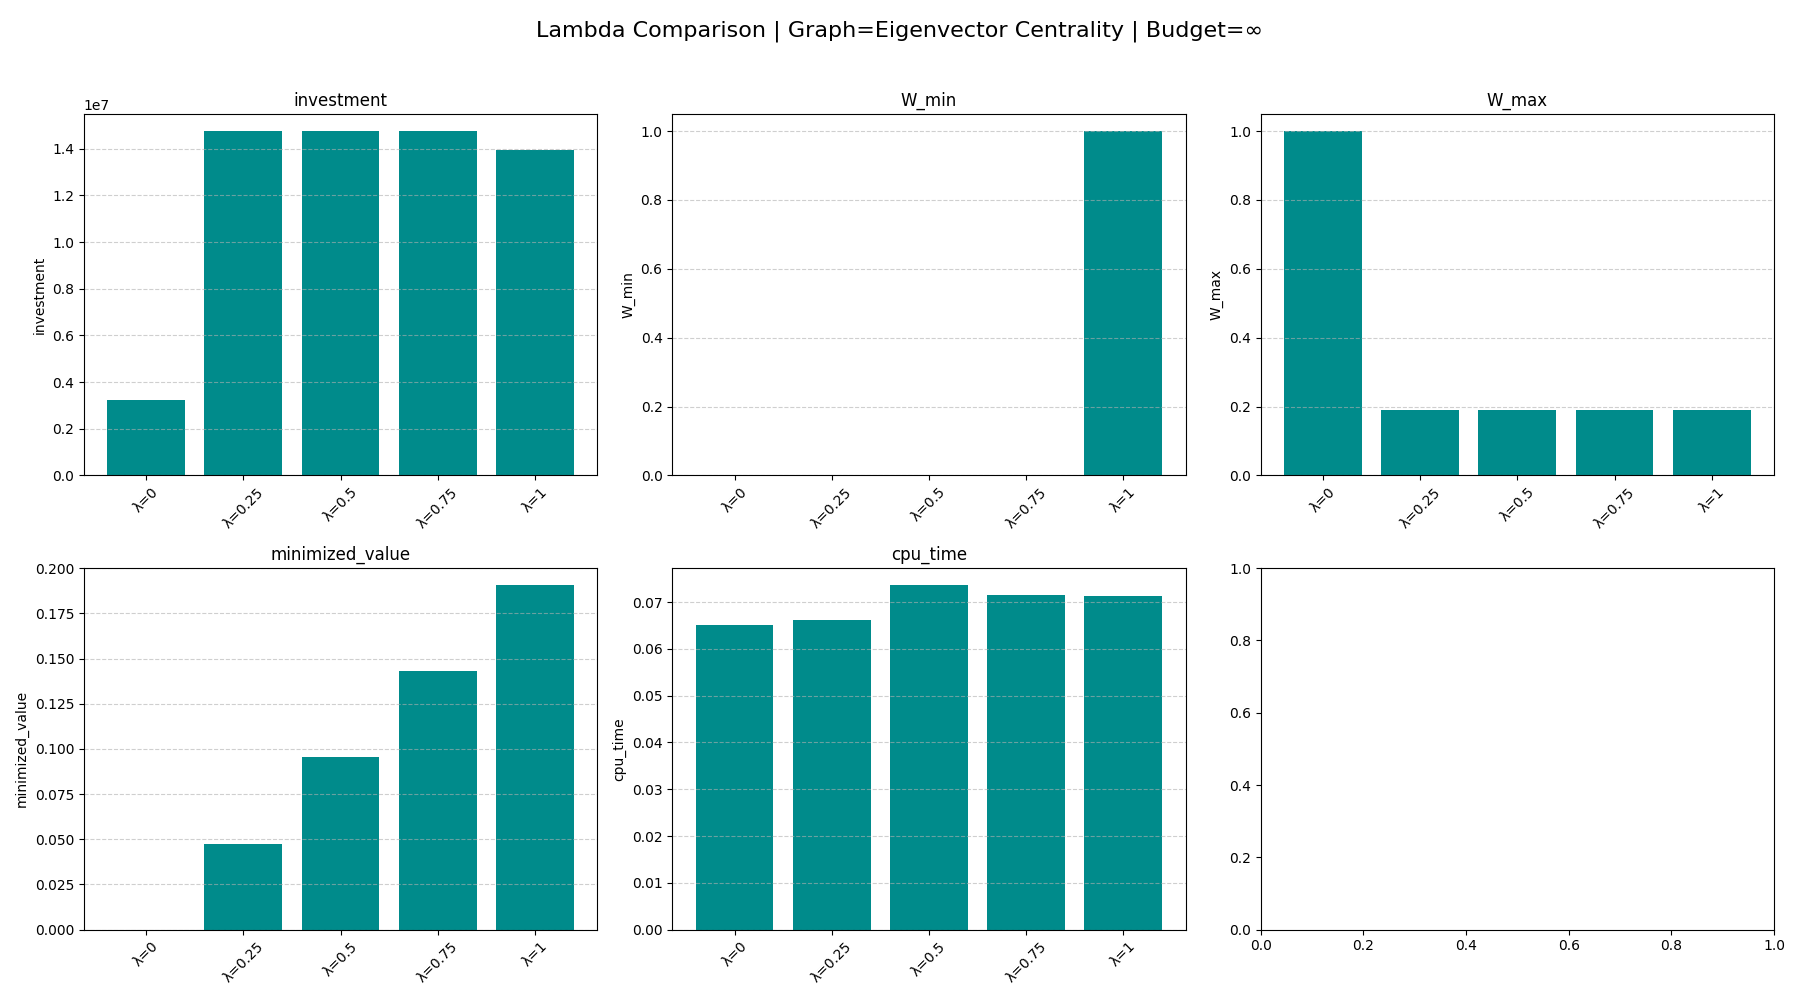 Lambda Comparison | Graph=Eigenvector Centrality | Budget=∞
investment
1e7
1.4
1.2
1.0
0.8
0.6
0.4
0.2
0.0
investment
λ=0
λ=0.25
λ=0.5
λ=0.75
λ=1
W_min
1.0
0.8
0.6
0.4
0.2
0.0
W_min
λ=0
λ=0.25
λ=0.5
λ=0.75
λ=1
W_max
1.0
0.8
0.6
0.4
0.2
0.0
W_max
λ=0
λ=0.25
λ=0.5
λ=0.75
λ=1
minimized_value
0.200
0.175
0.150
0.125
0.100
0.075
0.050
0.025
0.000
minimized_value
λ=0
λ=0.25
λ=0.5
λ=0.75
λ=1
cpu_time
0.07
0.06
0.05
0.04
0.03
0.02
0.01
0.00
cpu_time
λ=0
λ=0.25
λ=0.5
λ=0.75
λ=1
1.0
0.8
0.6
0.4
0.2
0.0
0.0 0.2 0.4 0.6 0.8 1.0